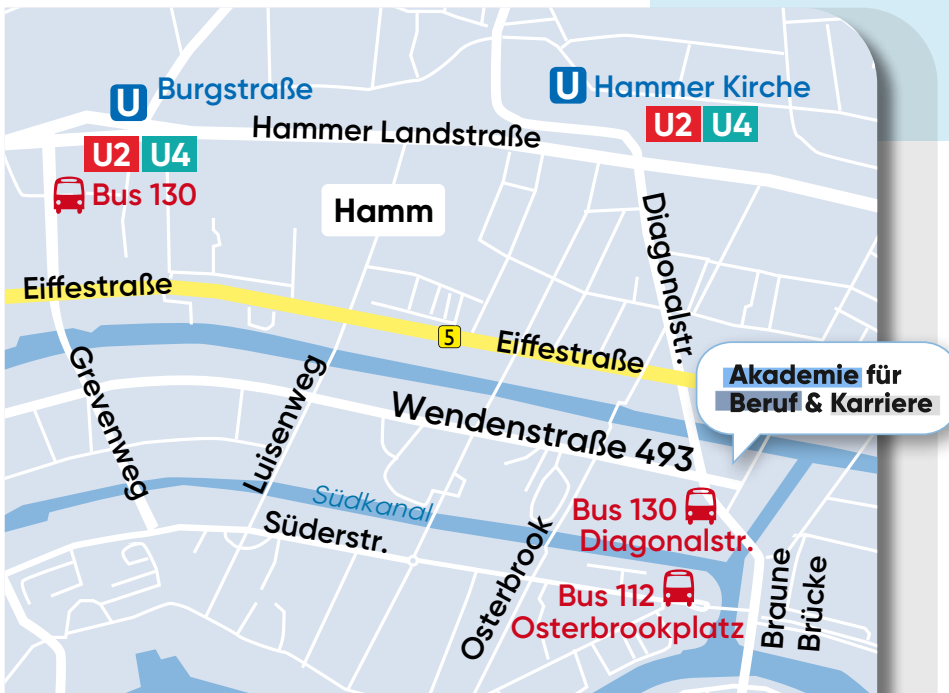 U Burgstraße
U2 U4
Bus 130
U Hammer Kirche
U2 U4
Hammer Landstraße
Hamm
Diagonalstr.
Eiffestraße
5
Eiffestraße
Akademie für
Beruf & Karriere
Grevenweg
Luisenweg
Wendenstraße 493
Südkanal
Süderstr.
Osterbrook
Bus 130
Diagonalstr.
Bus 112
Osterbrookplatz
Braune
Brücke